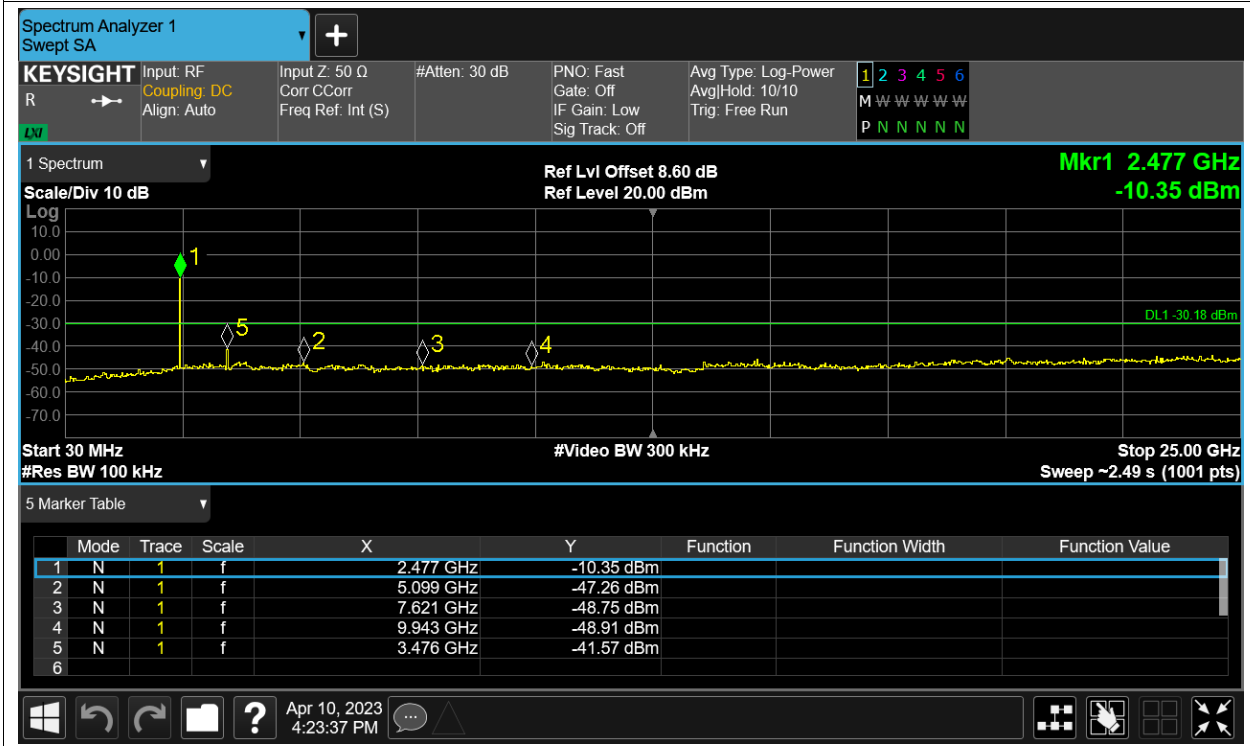 Spectrum Analyzer 1
Swept SA
+
KEYSIGHT
R
LXI
Input: RF
Coupling: DC
Align: Auto
Input Z: 50 Ω
Corr CCorr
Freq Ref: Int (S)
#Atten: 30 dB
PNO: Fast
Gate: Off
IF Gain: Low
Sig Track: Off
Avg Type: Log-Power
Avg|Hold: 10/10
Trig: Free Run
1 2 3 4 5 6
M W W W W W
P N N N N N
1 Spectrum
Scale/Div 10 dB
Ref Lvl Offset 8.60 dB
Ref Level 20.00 dBm
Mkr1 2.477 GHz
-10.35 dBm
Log
10.0
0.00
-10.0
-20.0
-30.0
-40.0
-50.0
-60.0
-70.0
1
5
2
3
4
DL1 -30.18 dBm
Start 30 MHz
#Video BW 300 kHz
Stop 25.00 GHz
#Res BW 100 kHz
Sweep ~2.49 s (1001 pts)
5 Marker Table
Mode Trace Scale X Y Function Function Width Function Value
1 N 1 f 2.477 GHz -10.35 dBm
2 N 1 f 5.099 GHz -47.26 dBm
3 N 1 f 7.621 GHz -48.75 dBm
4 N 1 f 9.943 GHz -48.91 dBm
5 N 1 f 3.476 GHz -41.57 dBm
6
?
Apr 10, 2023
4:23:37 PM